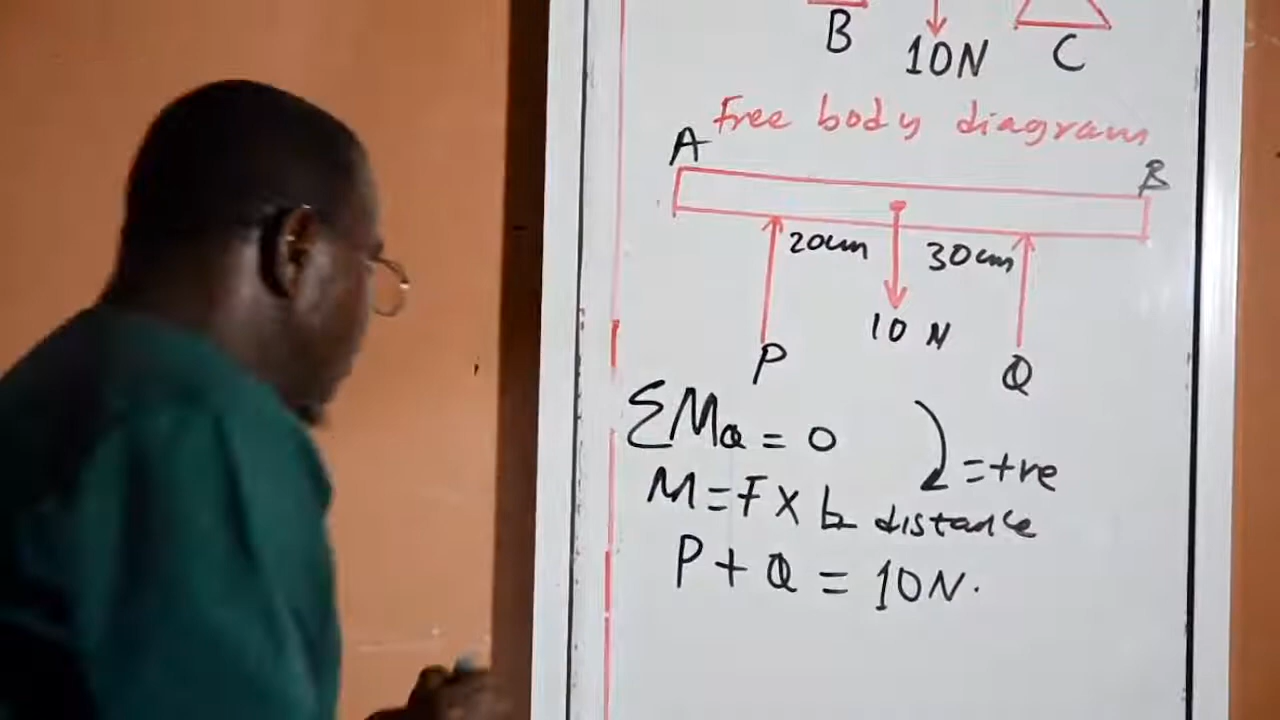 B 10N C
Free body diagram
A B
20cm 30cm
10 N
P Q
ΣMQ = 0
= +ve
M = F X ⊥ distance
P + Q = 10N.